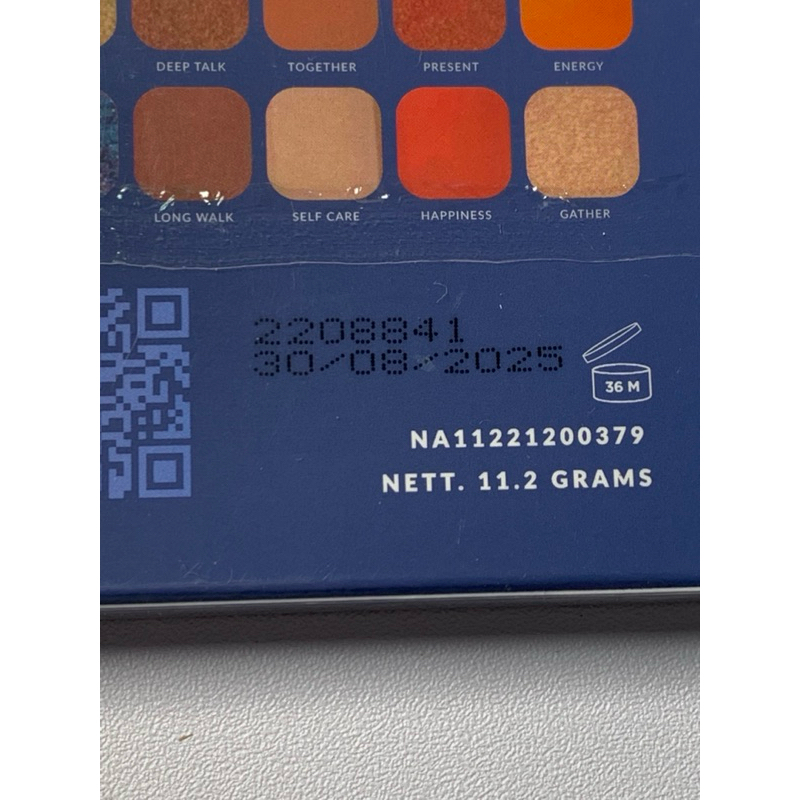 DEEP TALK
TOGETHER
PRESENT
ENERGY
LONG WALK
SELF CARE
HAPPINESS
GATHER
2208841
30/08/2025
36 M
NA11221200379
NETT. 11.2 GRAMS